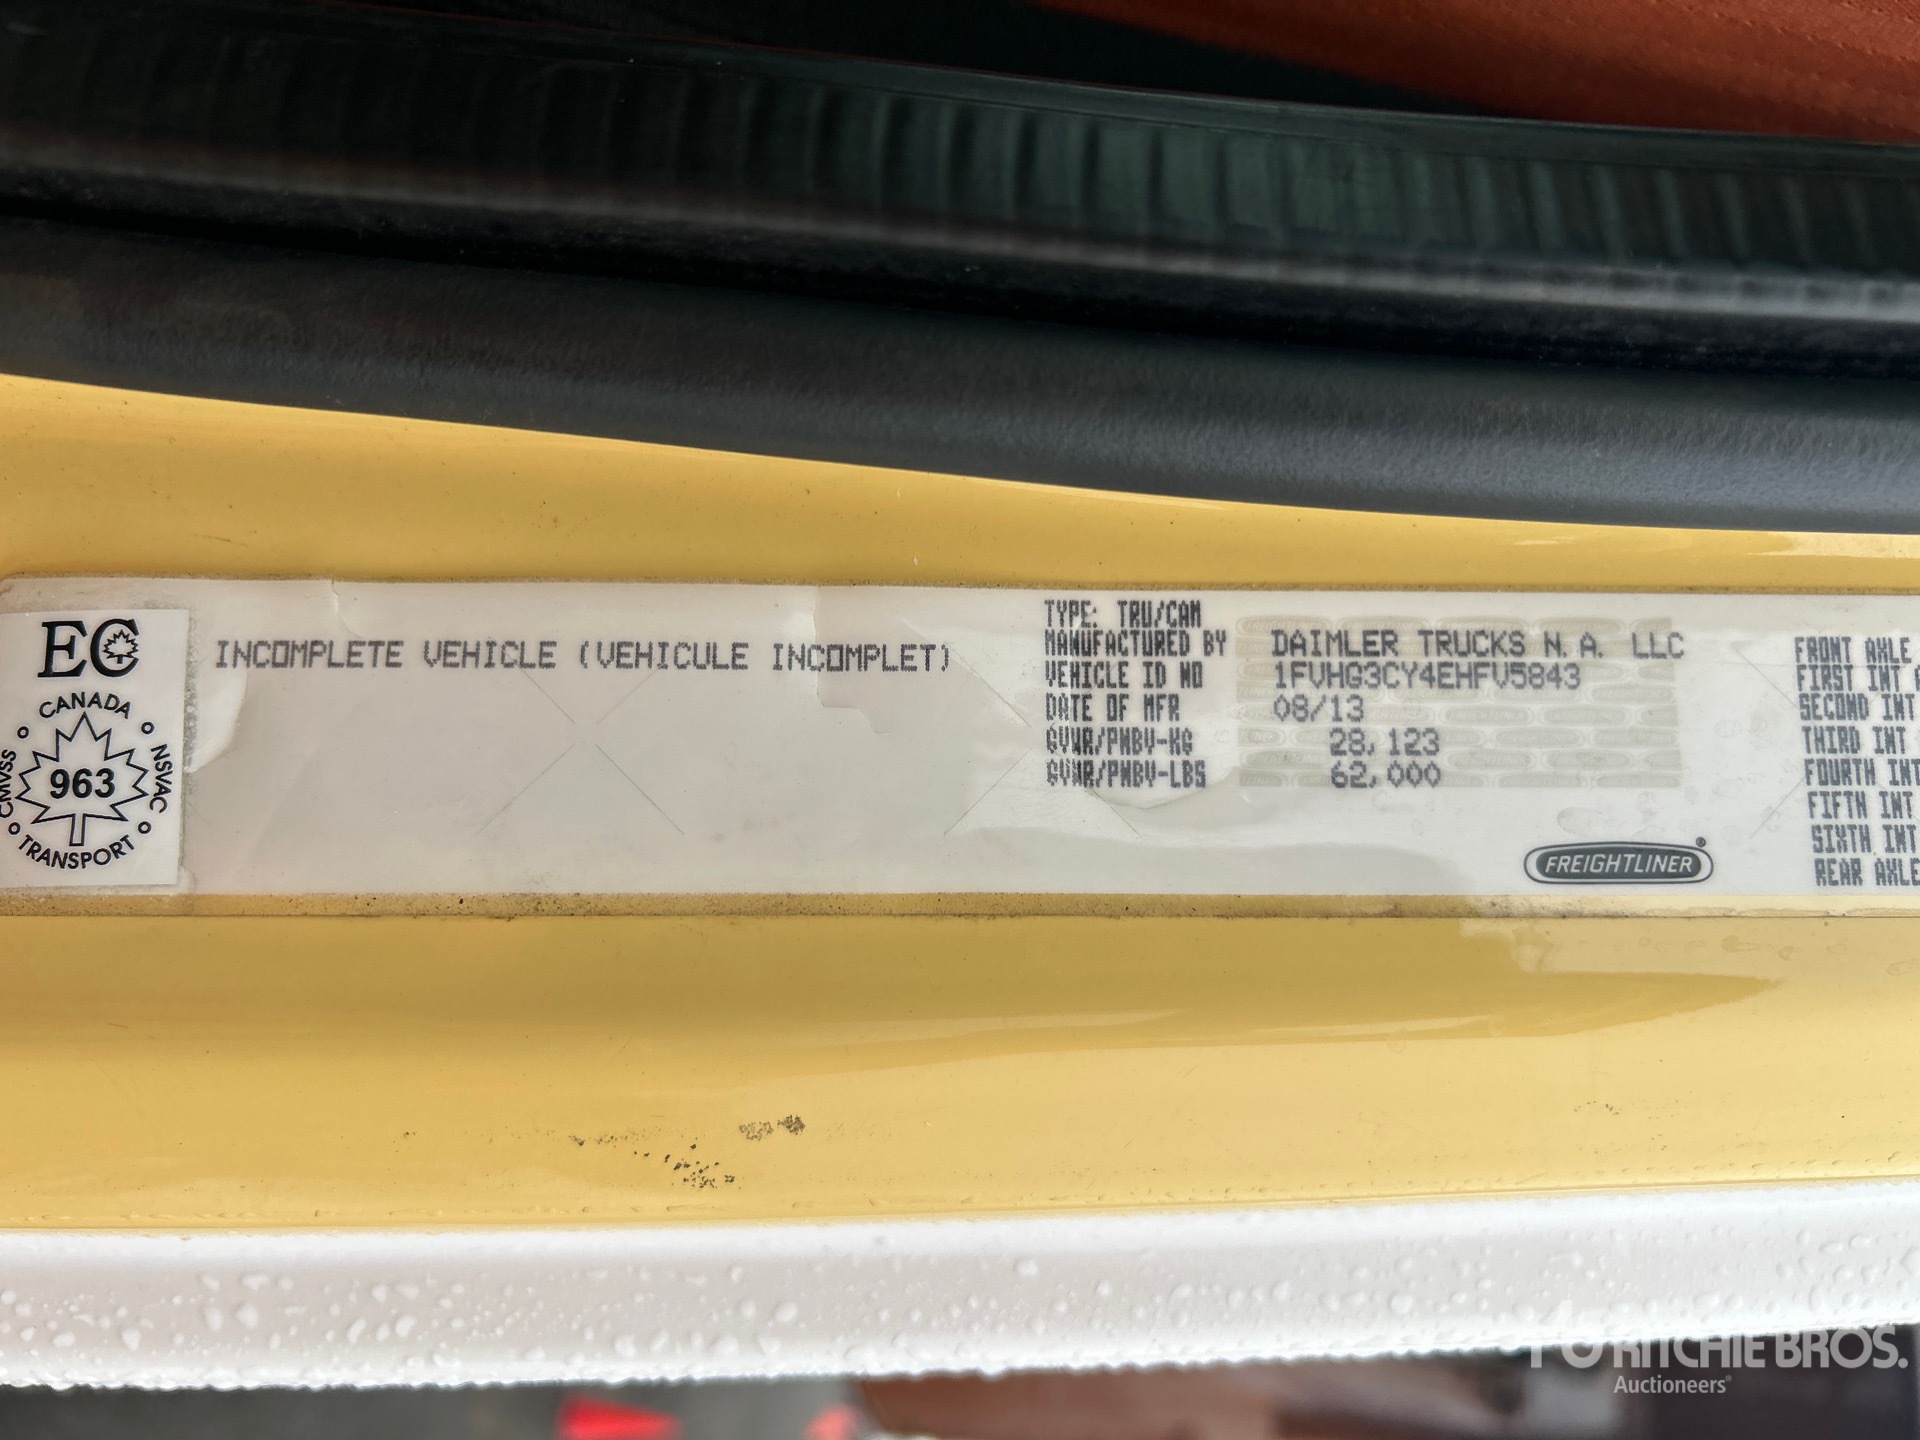 EC
CANADA
963
CMVSS
NSVAC
TRANSPORT
INCOMPLETE VEHICLE (VEHICULE INCOMPLET)
TYPE: TRU/CAM
MANUFACTURED BY DAIMLER TRUCKS N.A. LLC
VEHICLE ID NO 1FVHG3CY4EHFV5843
DATE OF MFR 08/13
GVWR/PNBV-KG 28,123
GVWR/PNBV-LBS 62,000
FREIGHTLINER®
FRONT AXLE
FIRST INT A
SECOND INT
THIRD INT
FOURTH INT
FIFTH INT
SIXTH INT
REAR AXLE
RITCHIE BROS.
Auctioneers®